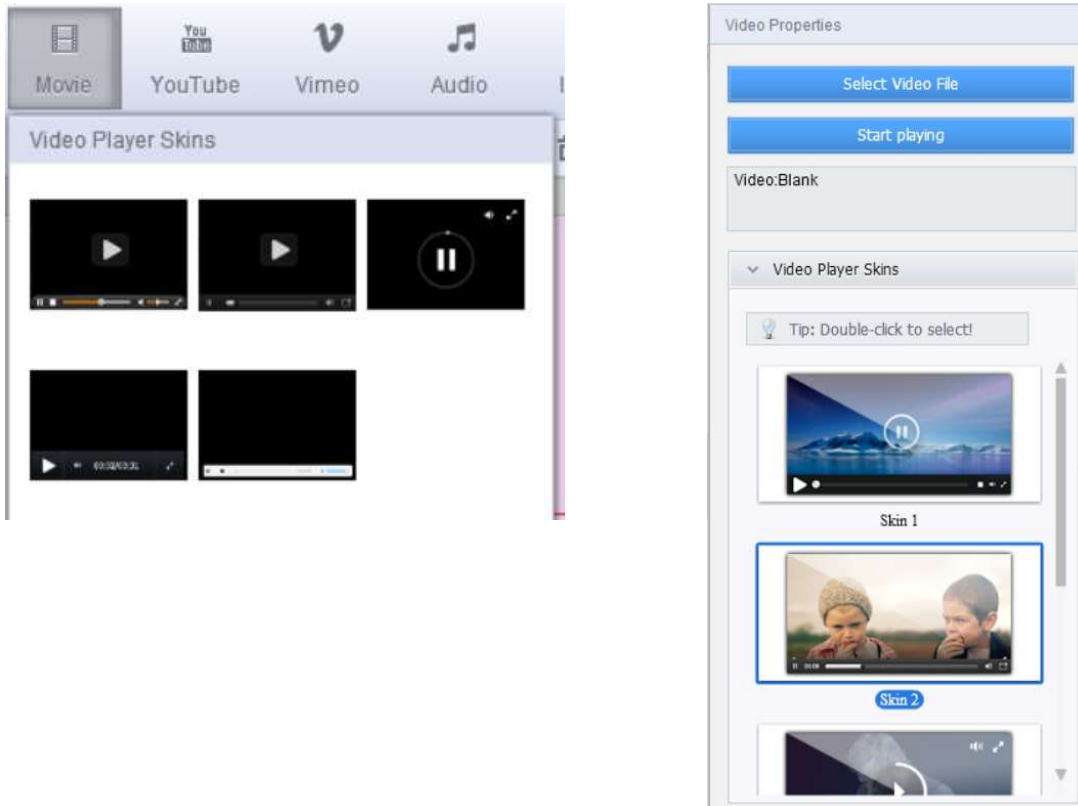 You
Tube
Movie
YouTube
Vimeo
Audio
Video Player Skins
Video Properties
Select Video File
Start playing
Video:Blank
Video Player Skins
Tip: Double-click to select!
Skin 1
Skin 2